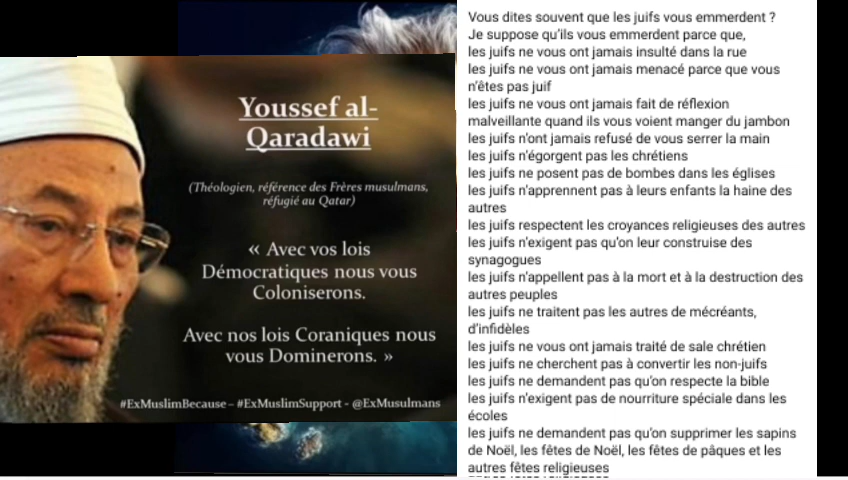 Youssef al-
Qaradawi
(Théologien, référence des Frères musulmans,
réfugié au Qatar)
« Avec vos lois
Démocratiques nous vous
Coloniserons.
Avec nos lois Coraniques nous
vous Dominerons. »
#ExMuslimBecause – #ExMuslimSupport - @ExMusulmans
Vous dites souvent que les juifs vous emmerdent ?
Je suppose qu'ils vous emmerdent parce que,
les juifs ne vous ont jamais insulté dans la rue
les juifs ne vous ont jamais menacé parce que vous
n'êtes pas juif
les juifs ne vous ont jamais fait de réflexion
malveillante quand ils vous voient manger du jambon
les juifs n'ont jamais refusé de vous serrer la main
les juifs n'égorgent pas les chrétiens
les juifs ne posent pas de bombes dans les églises
les juifs n'apprennent pas à leurs enfants la haine des
autres
les juifs respectent les croyances religieuses des autres
les juifs n'exigent pas qu'on leur construise des
synagogues
les juifs n'appellent pas à la mort et à la destruction des
autres peuples
les juifs ne traitent pas les autres de mécréants,
d'infidèles
les juifs ne vous ont jamais traité de sale chrétien
les juifs ne cherchent pas à convertir les non-juifs
les juifs ne demandent pas qu'on respecte la bible
les juifs n'exigent pas de nourriture spéciale dans les
écoles
les juifs ne demandent pas qu'on supprimer les sapins
de Noël, les fêtes de Noël, les fêtes de pâques et les
autres fêtes religieuses